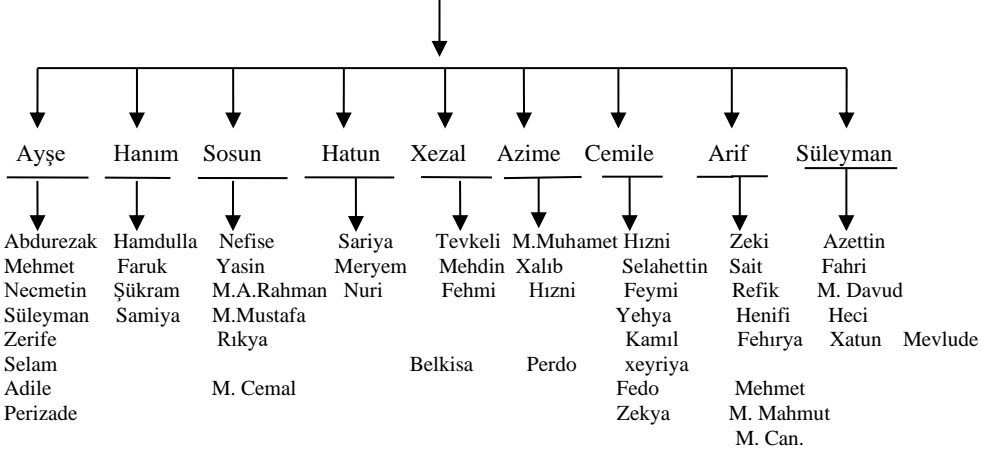 Ayşe Hanım Sosun Hatun Xezal Azime Cemile Arif Süleyman
Abdurezak Hamdulla Nefise Sariya Tevkeli M.Muhamet Hızni Zeki Azettin
Mehmet Faruk Yasin Meryem Mehdin Xalıb Selahettin Sait Fahri
Necmetin Şükram M.A.Rahman Nuri Fehmi Hızni Feymi Refik M. Davud
Süleyman Samiya M.Mustafa Yehya Henifi Heci
Zerife Rıkya Kamıl Fehırya Xatun Mevlude
Selam Belkisa Perdo xeyriya
Adile M. Cemal Fedo Mehmet
Perizade Zekya M. Mahmut
M. Can.